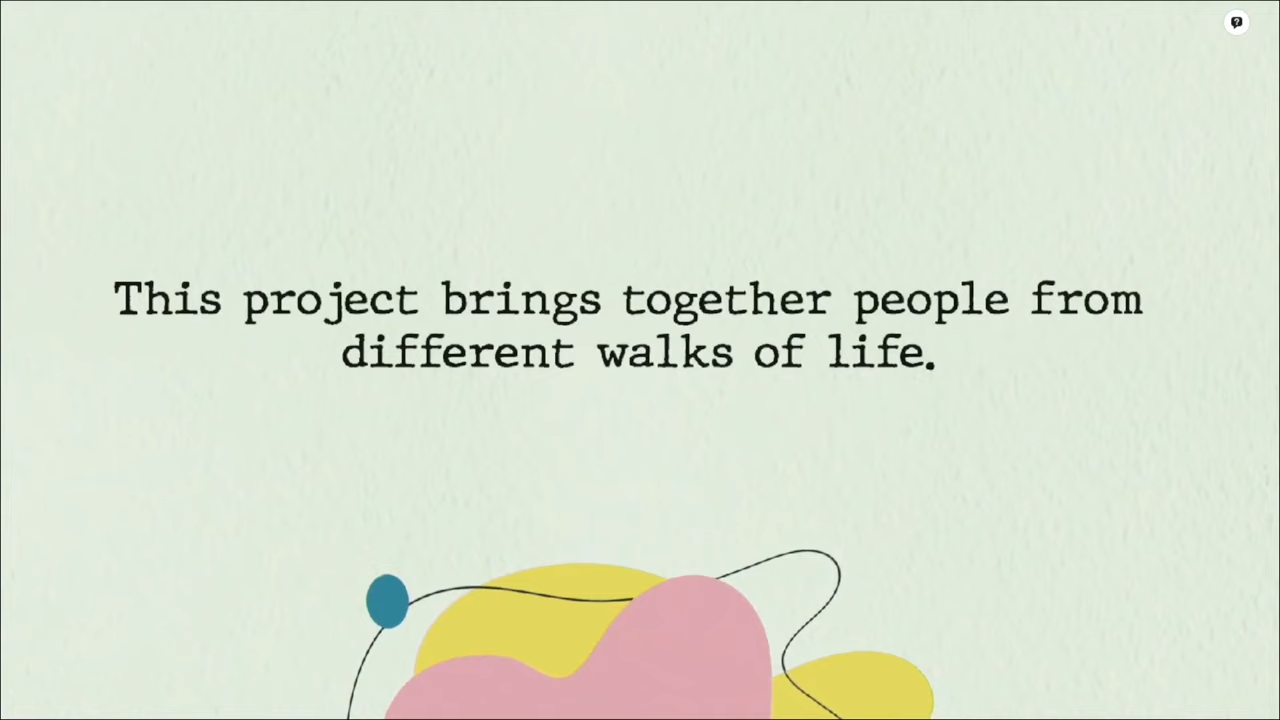 This project brings together people from
different walks of life.